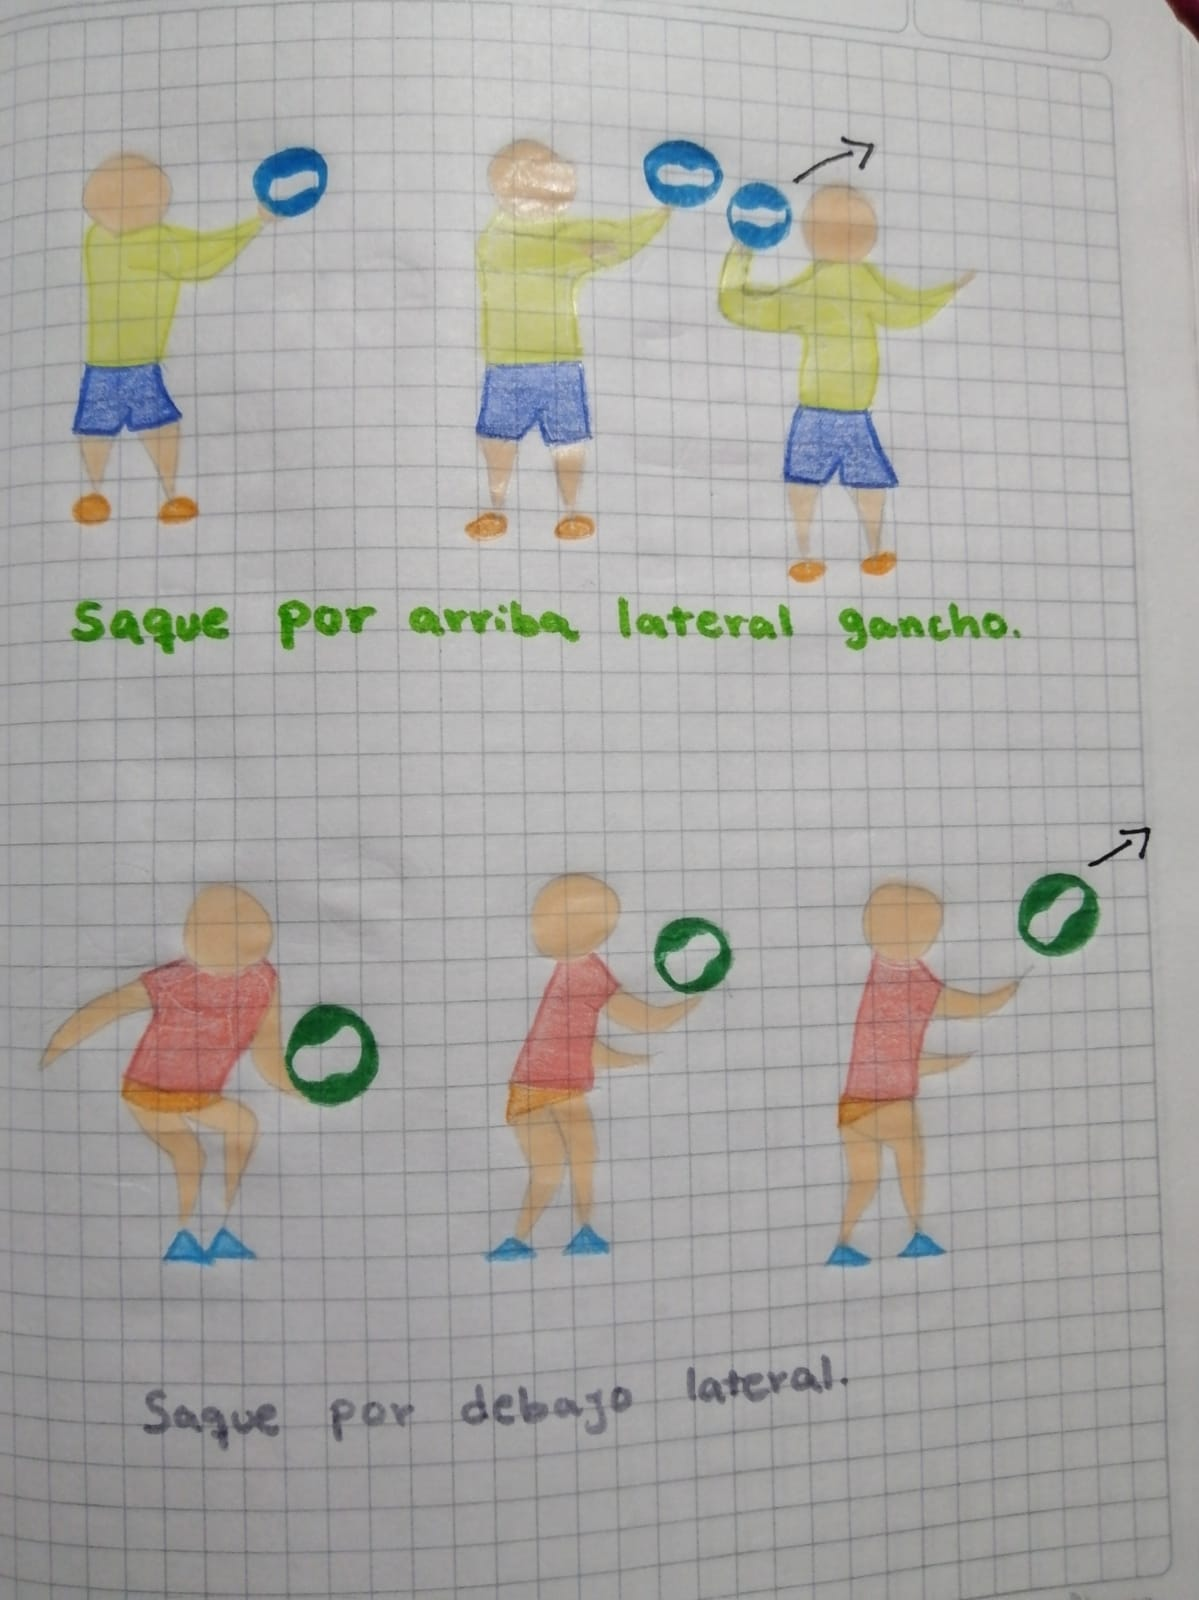 Saque por arriba lateral gancho.
Saque por debajo lateral.